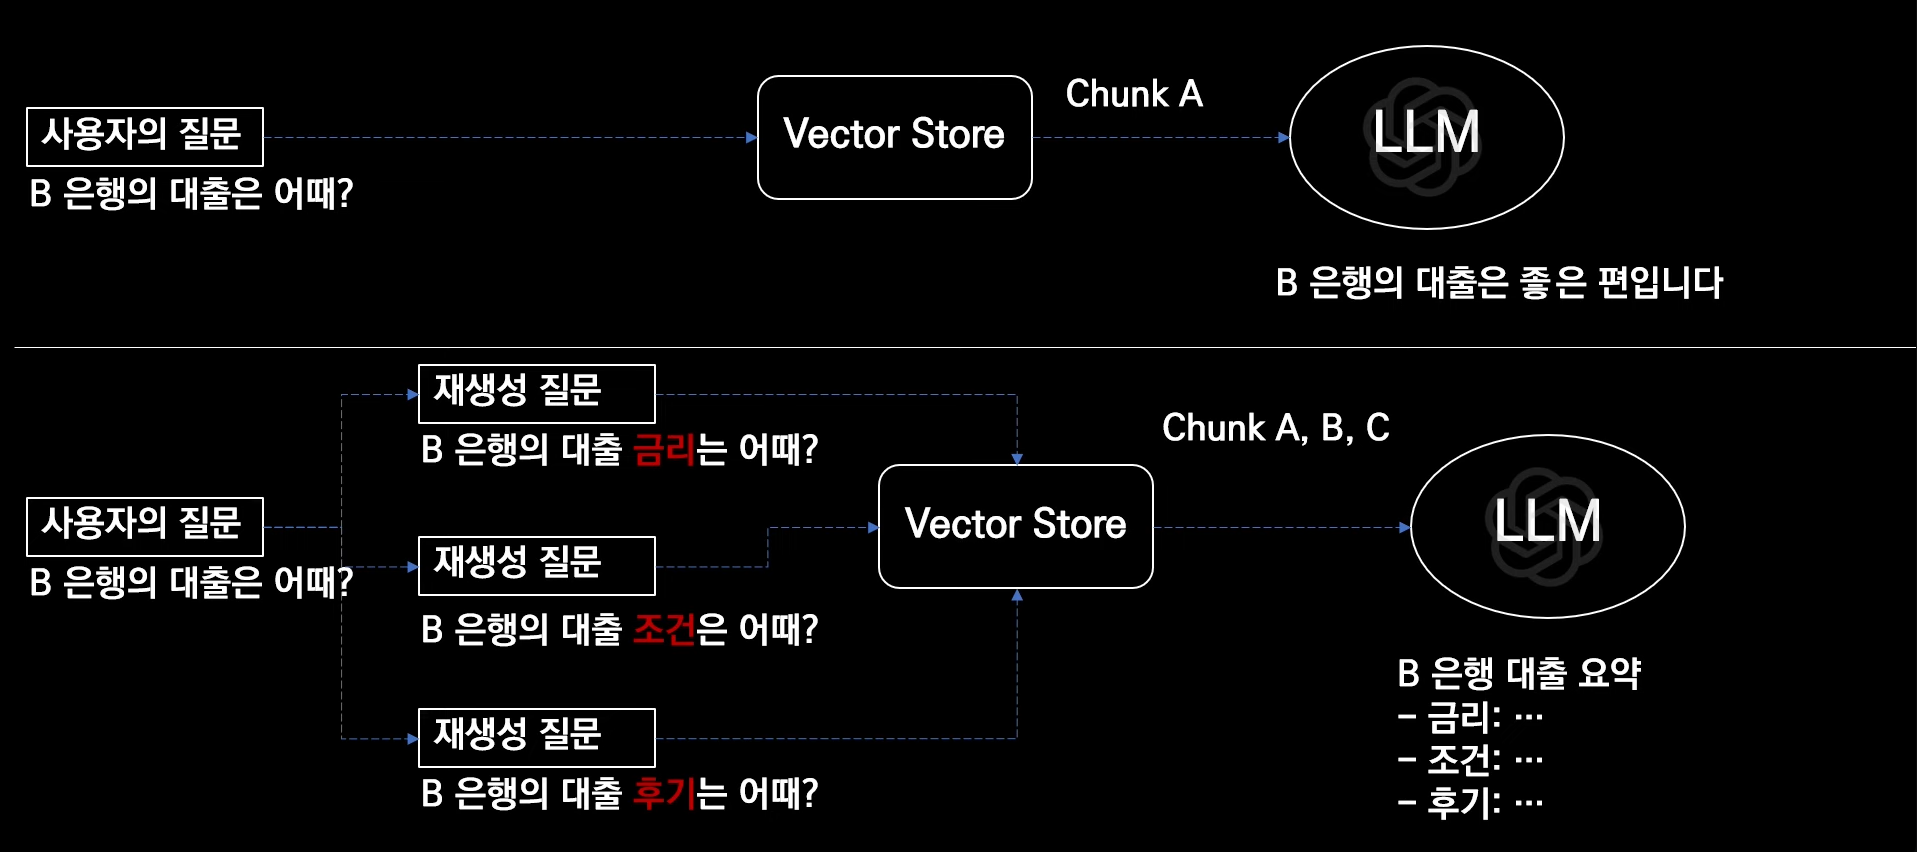 사용자의 질문
B 은행의 대출은 어때?
Vector Store
Chunk A
LLM
B 은행의 대출은 좋은 편입니다
사용자의 질문
B 은행의 대출은 어때?
재생성 질문
B 은행의 대출 금리는 어때?
재생성 질문
B 은행의 대출 조건은 어때?
재생성 질문
B 은행의 대출 후기는 어때?
Vector Store
Chunk A, B, C
LLM
B 은행 대출 요약
- 금리: ⋯
- 조건: ⋯
- 후기: ⋯